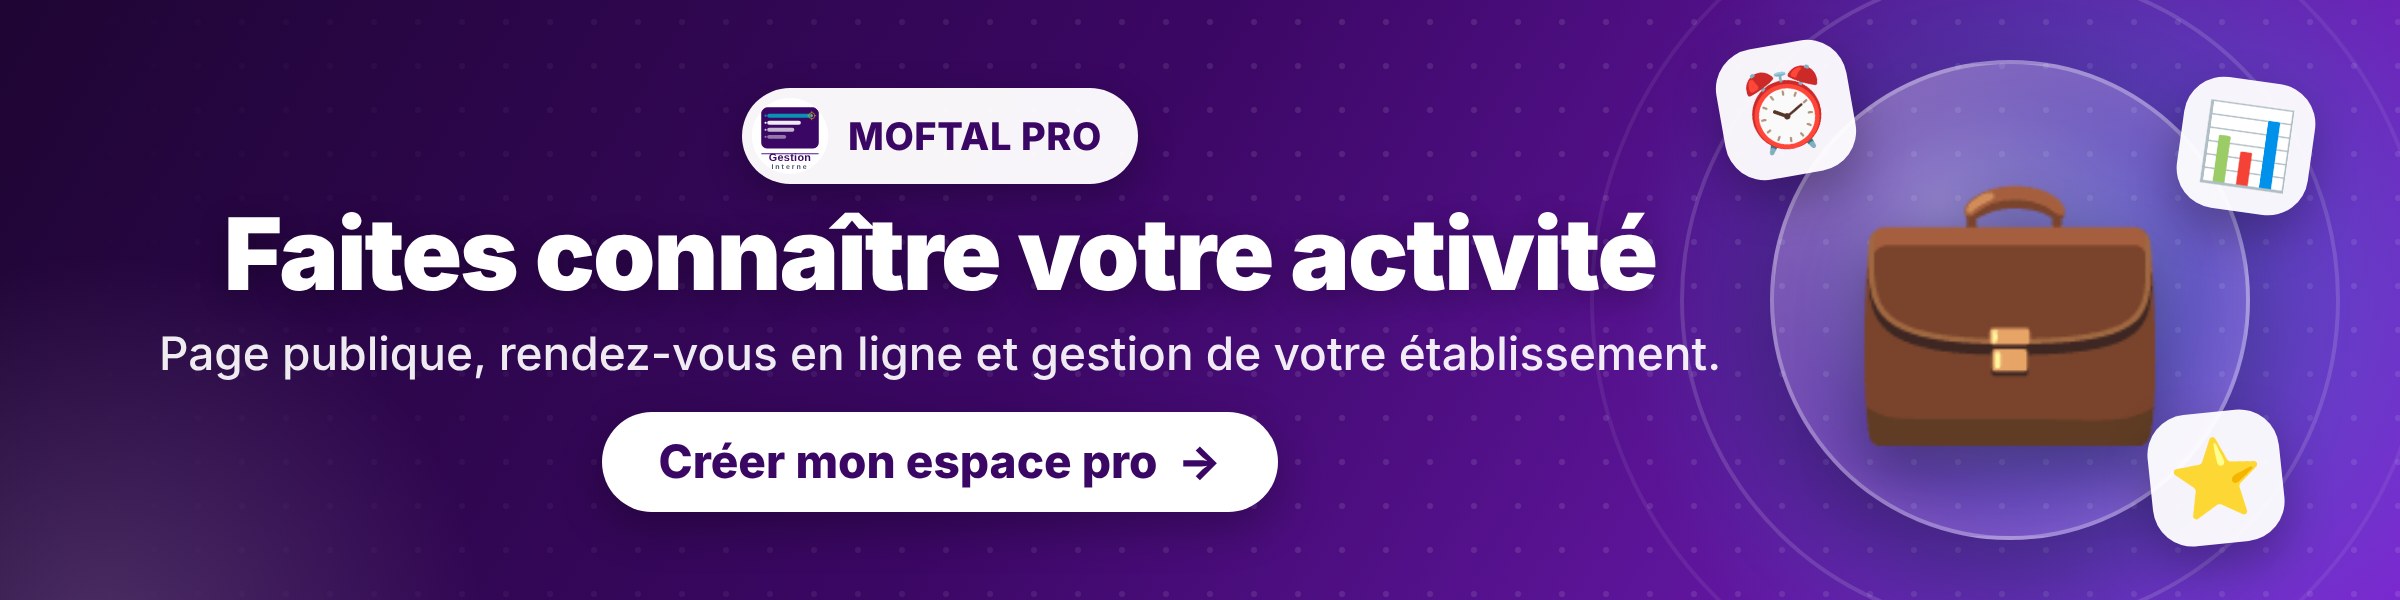 Gestion
Interne
MOFTAL PRO
Faites connaître votre activité
Page publique, rendez-vous en ligne et gestion de votre établissement.
Créer mon espace pro →